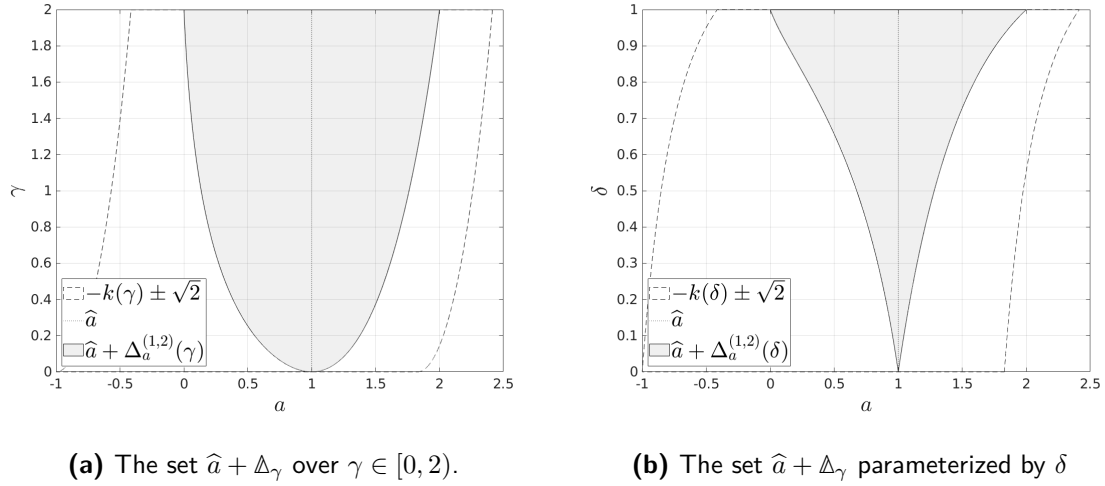 2
1.8
1.6
1.4
1.2
1
0.8
0.6
0.4
0.2
0
γ
-1 -0.5 0 0.5 1 1.5 2 2.5
a
−k(γ) ± √2
â
â + Δₐ⁽¹,²⁾(γ)
1
0.9
0.8
0.7
0.6
0.5
0.4
0.3
0.2
0.1
0
δ
-1 -0.5 0 0.5 1 1.5 2 2.5
a
−k(δ) ± √2
â
â + Δₐ⁽¹,²⁾(δ)
(a) The set â + 𝔻_γ over γ ∈ [0, 2).
(b) The set â + 𝔻_γ parameterized by δ